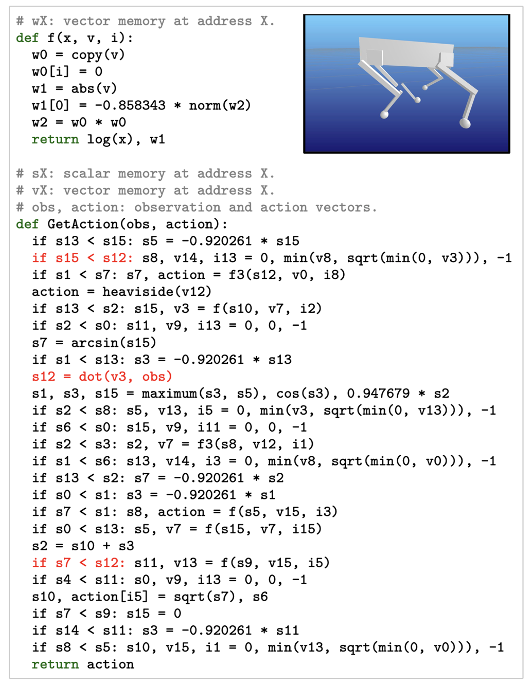 # wX: vector memory at address X.
def f(x, v, i):
  w0 = copy(v)
  w0[i] = 0
  w1 = abs(v)
  w1[0] = -0.858343 * norm(w2)
  w2 = w0 * w0
  return log(x), w1
# sX: scalar memory at address X.
# vX: vector memory at address X.
# obs, action: observation and action vectors.
def GetAction(obs, action):
  if s13 < s15: s5 = -0.920261 * s15
  if s15 < s12: s8, v14, i13 = 0, min(v8, sqrt(min(0, v3))), -1
  if s1 < s7: s7, action = f3(s12, v0, i8)
  action = heaviside(v12)
  if s13 < s2: s15, v3 = f(s10, v7, i2)
  if s2 < s0: s11, v9, i13 = 0, 0, -1
  s7 = arcsin(s15)
  if s1 < s13: s3 = -0.920261 * s13
  s12 = dot(v3, obs)
  s1, s3, s15 = maximum(s3, s5), cos(s3), 0.947679 * s2
  if s2 < s8: s5, v13, i5 = 0, min(v3, sqrt(min(0, v13))), -1
  if s6 < s0: s15, v9, i11 = 0, 0, -1
  if s2 < s3: s2, v7 = f3(s8, v12, i1)
  if s1 < s6: s13, v14, i3 = 0, min(v8, sqrt(min(0, v0))), -1
  if s13 < s2: s7 = -0.920261 * s2
  if s0 < s1: s3 = -0.920261 * s1
  if s7 < s1: s8, action = f(s5, v15, i3)
  if s0 < s13: s5, v7 = f(s15, v7, i15)
  s2 = s10 + s3
  if s7 < s12: s11, v13 = f(s9, v15, i5)
  if s4 < s11: s0, v9, i13 = 0, 0, -1
  s10, action[i5] = sqrt(s7), s6
  if s7 < s9: s15 = 0
  if s14 < s11: s3 = -0.920261 * s11
  if s8 < s5: s10, v15, i1 = 0, min(v13, sqrt(min(0, v0))), -1
  return action